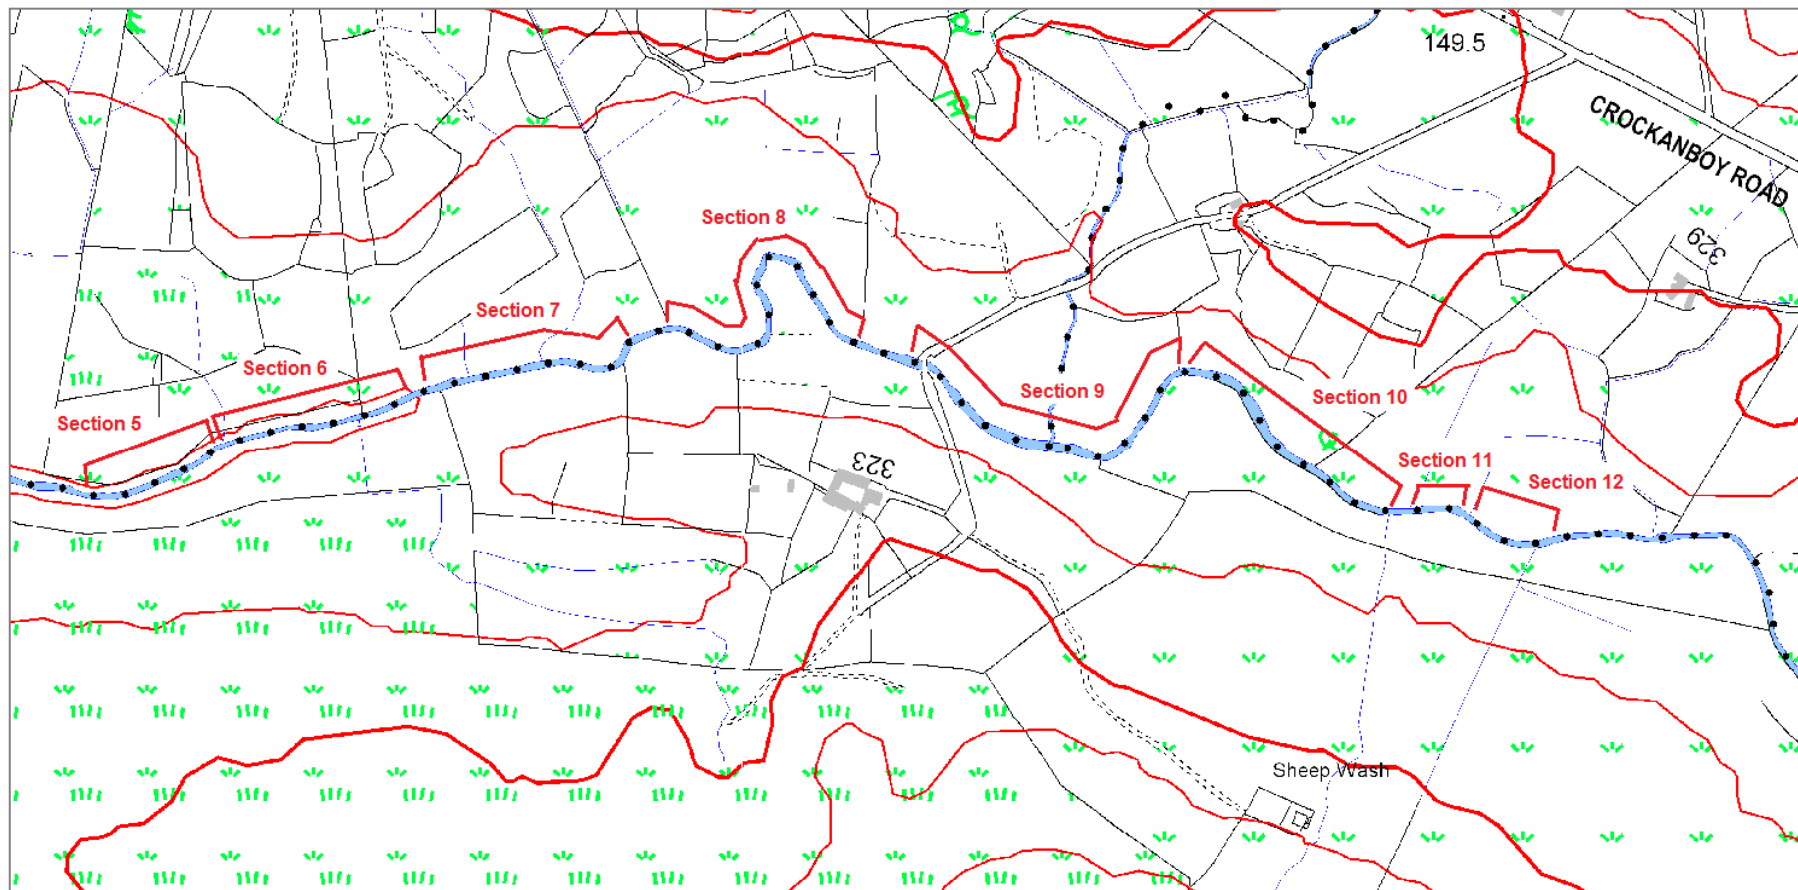 149.5
CROCKANBOY ROAD
Section 8
329
Section 7
Section 6
Section 9
Section 10
Section 5
323
Section 11
Section 12
Sheep Wash